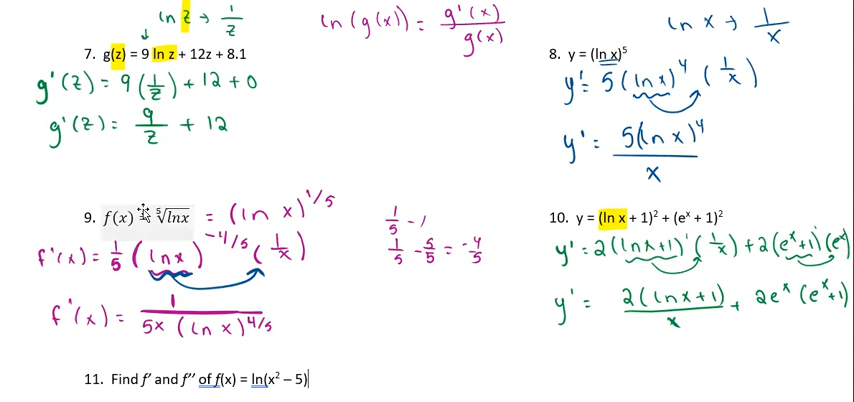 ln z → 1/z
ln(g(x)) = g'(x)/g(x)
ln x → 1/x
7. g(z) = 9 ln z + 12z + 8.1
g'(z) = 9(1/z) + 12 + 0
g'(z) = 9/z + 12
8. y = (ln x)⁵
y' = 5(ln x)⁴(1/x)
y' = 5(ln x)⁴/x
9. f(x) = ⁵√lnx = (ln x)^1/5
f'(x) = 1/5 (ln x)^-4/5 (1/x)
f'(x) = 1/5x (ln x)^4/5
1/5 - 1
1/5 - 5/5 = -4/5
10. y = (ln x + 1)² + (eˣ + 1)²
y' = 2(ln x+1)'(1/x) + 2(eˣ+1)'(eˣ)
y' = 2(ln x+1)/x + 2eˣ(eˣ+1)
11. Find f' and f'' of f(x) = ln(x² – 5)